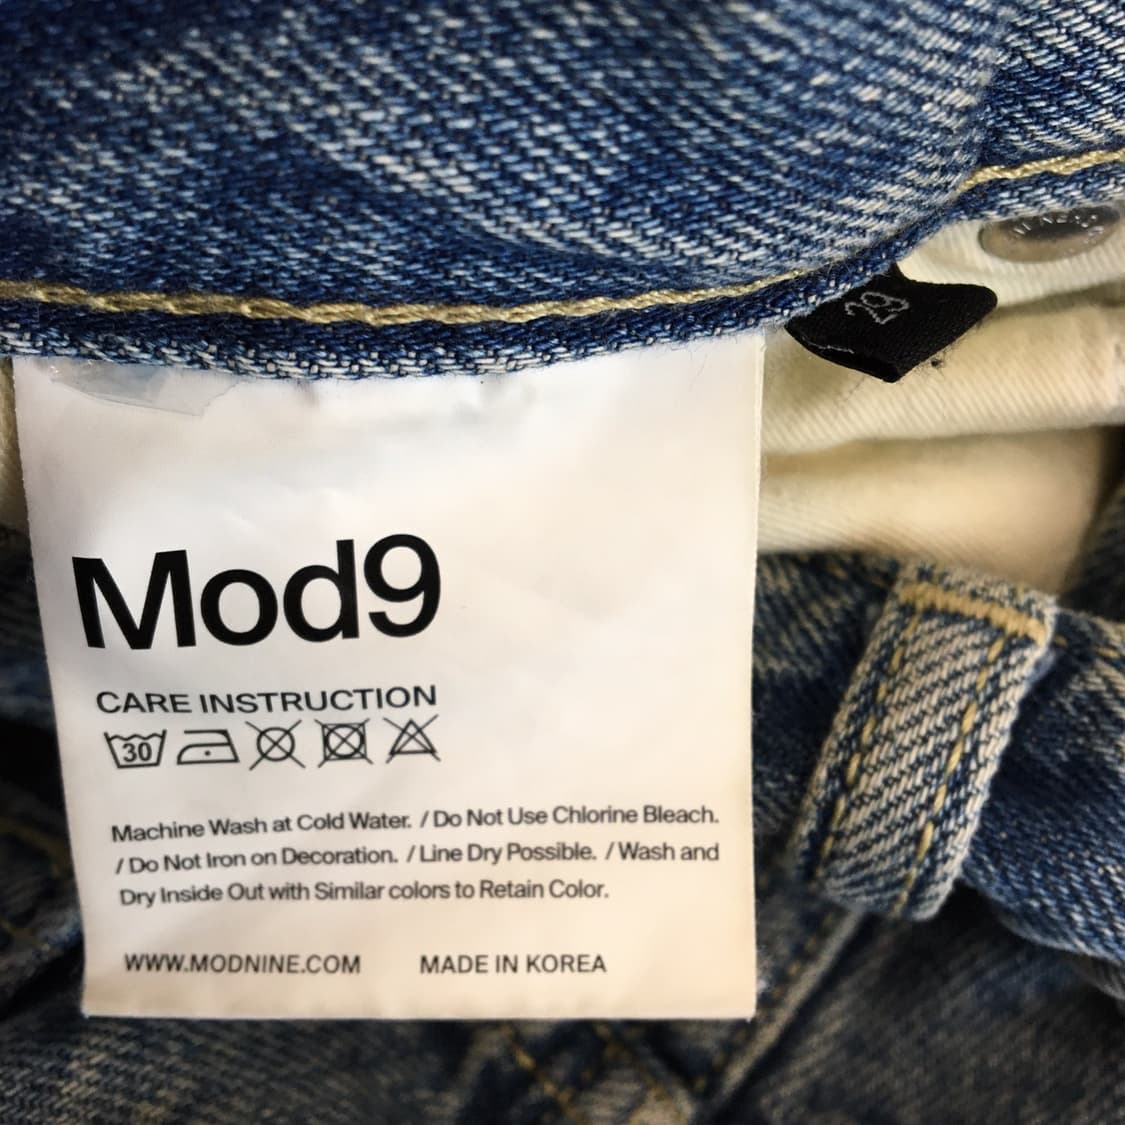 29
Mod9
CARE INSTRUCTION
30
Machine Wash at Cold Water. / Do Not Use Chlorine Bleach.
/ Do Not Iron on Decoration. / Line Dry Possible. / Wash and
Dry Inside Out with Similar colors to Retain Color.
WWW.MODNINE.COM MADE IN KOREA